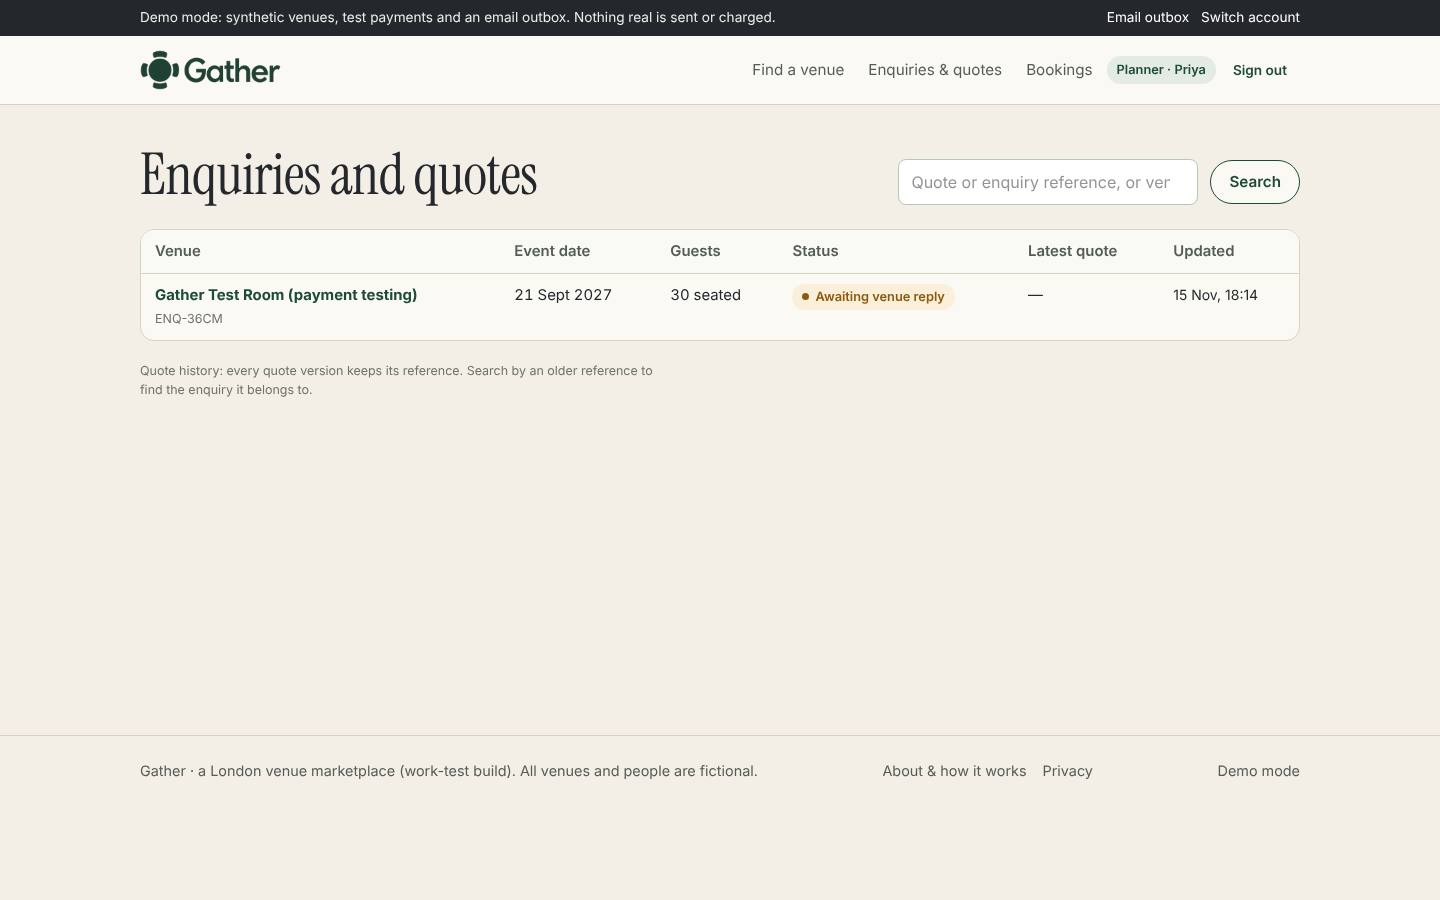 Demo mode: synthetic venues, test payments and an email outbox. Nothing real is sent or charged.
Email outbox Switch account
Gather
Find a venue Enquiries & quotes Bookings Planner · Priya Sign out
Enquiries and quotes
Quote or enquiry reference, or ver
Search
Venue Event date Guests Status Latest quote Updated
Gather Test Room (payment testing) 21 Sept 2027 30 seated Awaiting venue reply — 15 Nov, 18:14
ENQ-36CM
Quote history: every quote version keeps its reference. Search by an older reference to
find the enquiry it belongs to.
Gather · a London venue marketplace (work-test build). All venues and people are fictional.
About & how it works Privacy
Demo mode